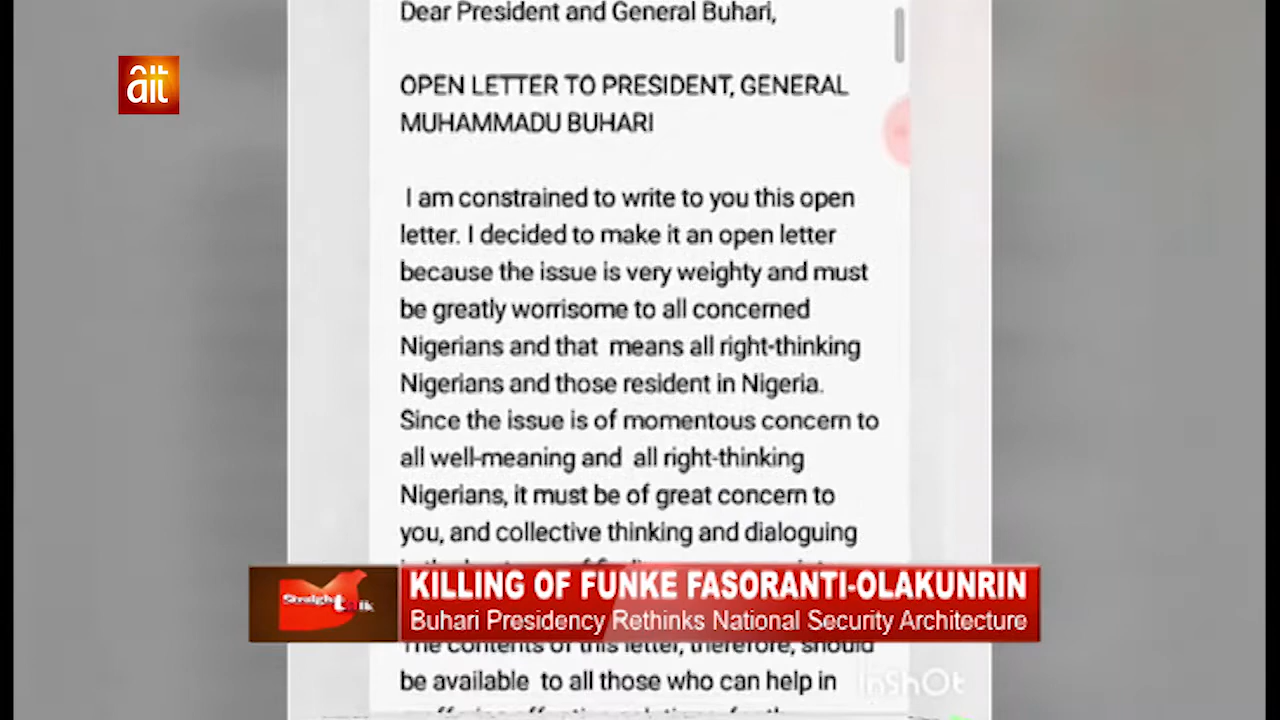 Dear President and General Buhari,
âit
OPEN LETTER TO PRESIDENT, GENERAL
MUHAMMADU BUHARI
I am constrained to write to you this open
letter. I decided to make it an open letter
because the issue is very weighty and must
be greatly worrisome to all concerned
Nigerians and that means all right-thinking
Nigerians and those resident in Nigeria.
Since the issue is of momentous concern to
all well-meaning and all right-thinking
Nigerians, it must be of great concern to
you, and collective thinking and dialoguing
Straight talk
KILLING OF FUNKE FASORANTI-OLAKUNRIN
Buhari Presidency Rethinks National Security Architecture
The contents of this letter, therefore, should
be available to all those who can help in
InShOt